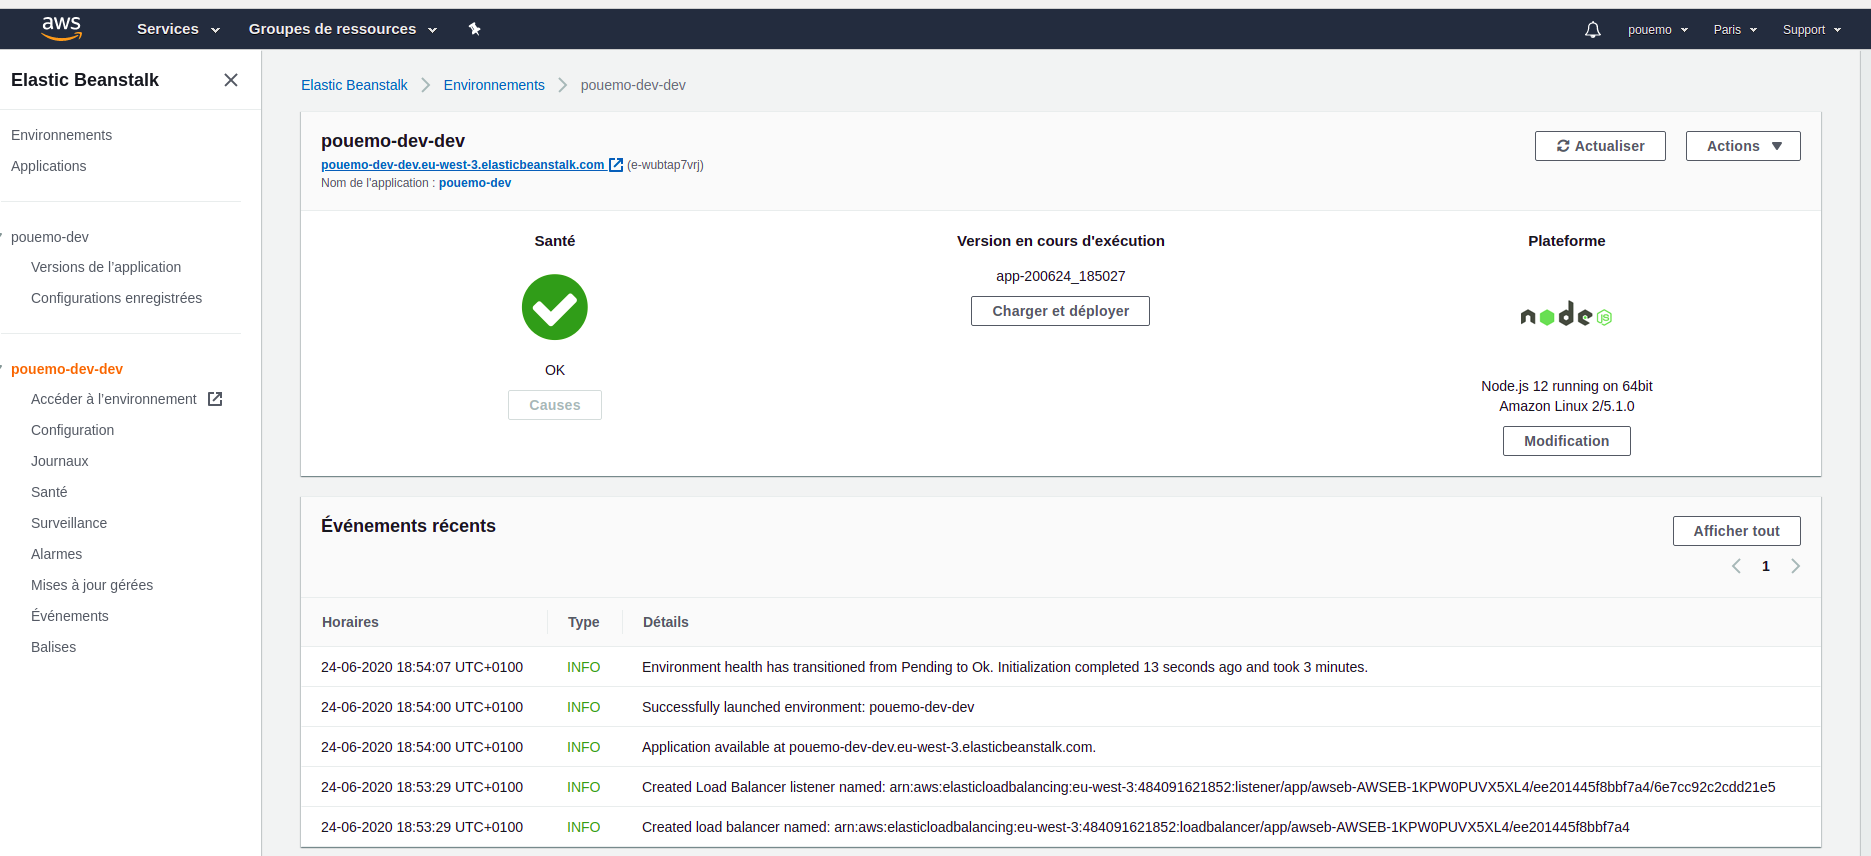 aws
Services
Groupes de ressources
pouemo
Paris
Support
Elastic Beanstalk
Environnements
Applications
pouemo-dev
Versions de l'application
Configurations enregistrées
pouemo-dev-dev
Accéder à l'environnement
Configuration
Journaux
Santé
Surveillance
Alarmes
Mises à jour gérées
Événements
Balises
Elastic Beanstalk
Environnements
pouemo-dev-dev
pouemo-dev-dev
pouemo-dev-dev.eu-west-3.elasticbeanstalk.com (e-wubtap7vrj)
Nom de l'application : pouemo-dev
Actualiser
Actions
Santé
OK
Causes
Version en cours d'exécution
app-200624_185027
Charger et déployer
Plateforme
node
JS
Node.js 12 running on 64bit
Amazon Linux 2/5.1.0
Modification
Événements récents
Afficher tout
1
Horaires Type Détails
24-06-2020 18:54:07 UTC+0100 INFO Environment health has transitioned from Pending to Ok. Initialization completed 13 seconds ago and took 3 minutes.
24-06-2020 18:54:00 UTC+0100 INFO Successfully launched environment: pouemo-dev-dev
24-06-2020 18:54:00 UTC+0100 INFO Application available at pouemo-dev-dev.eu-west-3.elasticbeanstalk.com.
24-06-2020 18:53:29 UTC+0100 INFO Created Load Balancer listener named: arn:aws:elasticloadbalancing:eu-west-3:484091621852:listener/app/awseb-AWSEB-1KPW0PUVX5XL4/ee201445f8bbf7a4/6e7cc92c2cdd21e5
24-06-2020 18:53:29 UTC+0100 INFO Created load balancer named: arn:aws:elasticloadbalancing:eu-west-3:484091621852:loadbalancer/app/awseb-AWSEB-1KPW0PUVX5XL4/ee201445f8bbf7a4